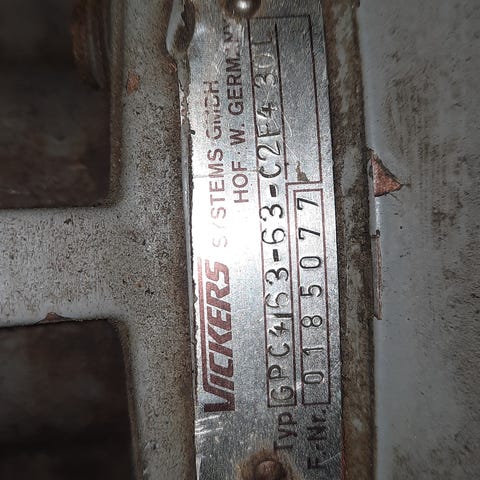 VICKERS SYSTEMS GMBH
HOF W. GERM
Typ GPC4/63-63-C2F4 30
F.-Nr. 0185077